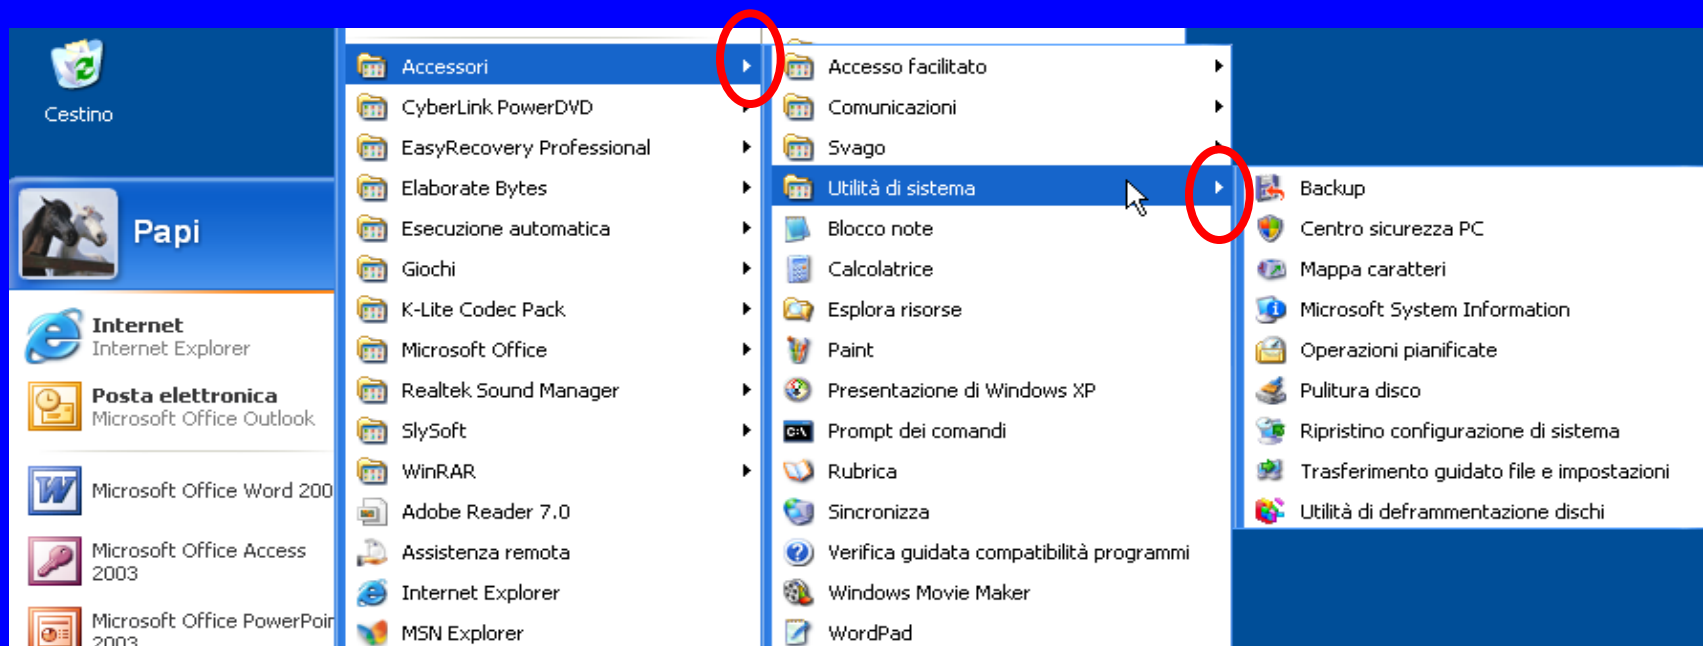 Cestino
Papi
Internet
Internet Explorer
Posta elettronica
Microsoft Office Outlook
Microsoft Office Word 200
Microsoft Office Access
2003
Microsoft Office PowerPoin
2003
Accessori
CyberLink PowerDVD
EasyRecovery Professional
Elaborate Bytes
Esecuzione automatica
Giochi
K-Lite Codec Pack
Microsoft Office
Realtek Sound Manager
SlySoft
WinRAR
Adobe Reader 7.0
Assistenza remota
Internet Explorer
MSN Explorer
Accesso facilitato
Comunicazioni
Svago
Utilità di sistema
Blocco note
Calcolatrice
Esplora risorse
Paint
Presentazione di Windows XP
Prompt dei comandi
Rubrica
Sincronizza
Verifica guidata compatibilità programmi
Windows Movie Maker
WordPad
Backup
Centro sicurezza PC
Mappa caratteri
Microsoft System Information
Operazioni pianificate
Pulitura disco
Ripristino configurazione di sistema
Trasferimento guidato file e impostazioni
Utilità di deframmentazione dischi